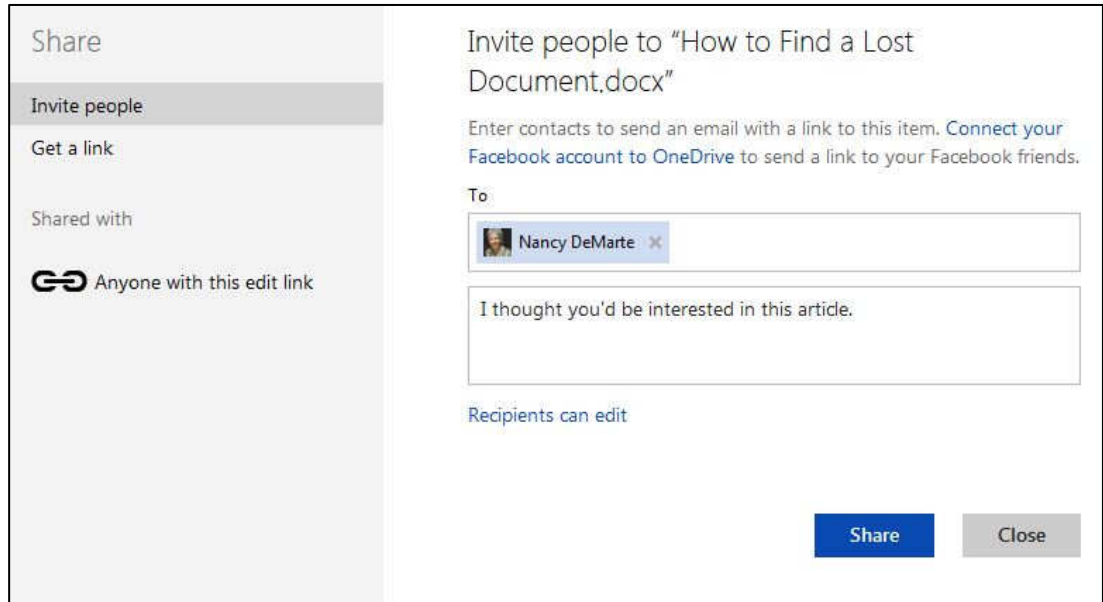 Share
Invite people
Get a link
Shared with
Anyone with this edit link
Invite people to “How to Find a Lost
Document.docx”
Enter contacts to send an email with a link to this item. Connect your
Facebook account to OneDrive to send a link to your Facebook friends.
To
Nancy DeMarte ×
I thought you'd be interested in this article.
Recipients can edit
Share
Close